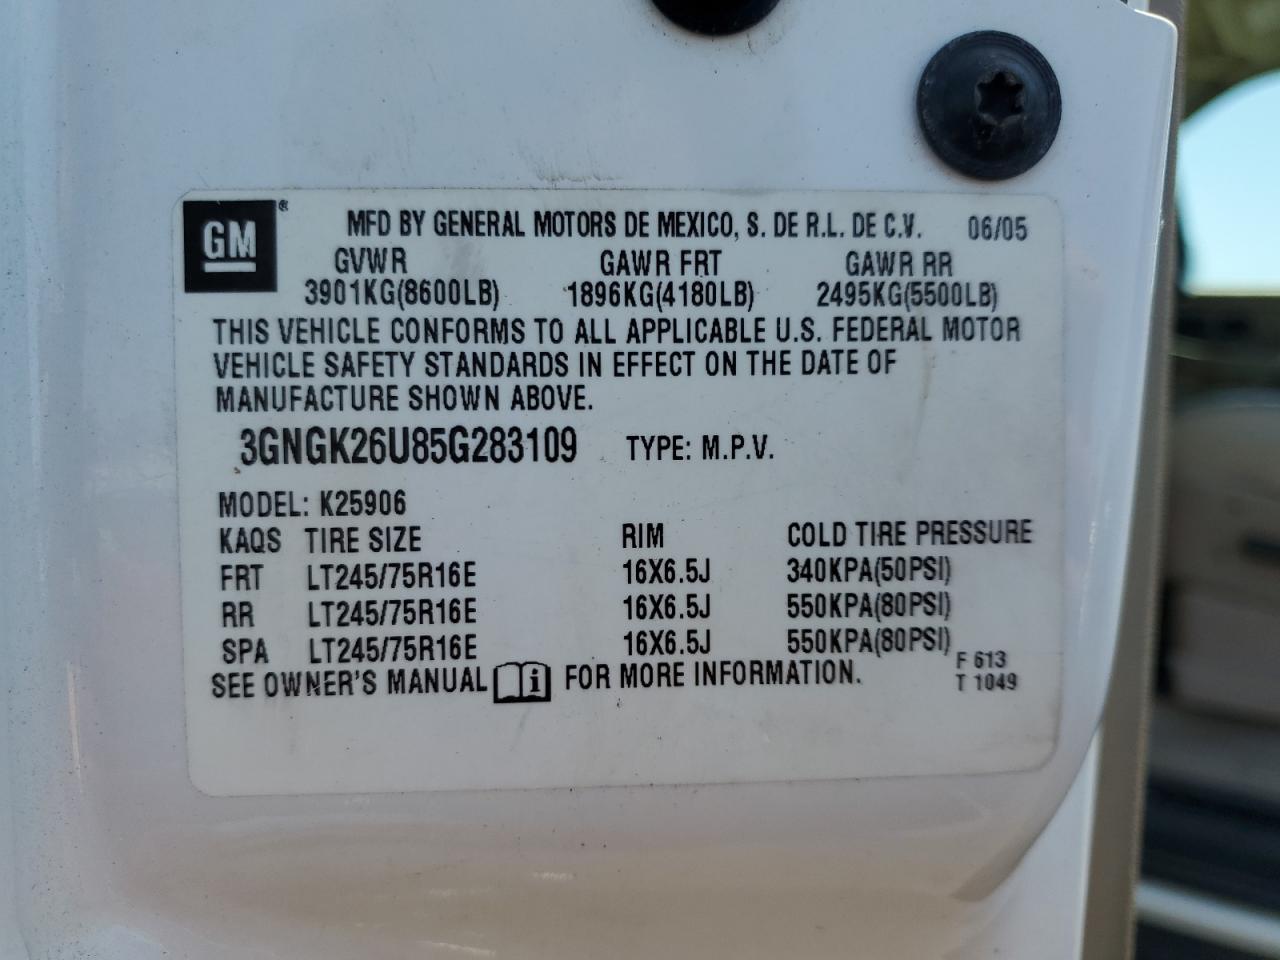 GM ® MFD BY GENERAL MOTORS DE MEXICO, S. DE R.L. DE C.V. 06/05
GVWR GAWR FRT GAWR RR
3901KG(8600LB) 1896KG(4180LB) 2495KG(5500LB)
THIS VEHICLE CONFORMS TO ALL APPLICABLE U.S. FEDERAL MOTOR
VEHICLE SAFETY STANDARDS IN EFFECT ON THE DATE OF
MANUFACTURE SHOWN ABOVE.
3GNGK26U85G283109 TYPE: M.P.V.
MODEL: K25906
KAQS TIRE SIZE RIM COLD TIRE PRESSURE
FRT LT245/75R16E 16X6.5J 340KPA(50PSI)
RR LT245/75R16E 16X6.5J 550KPA(80PSI)
SPA LT245/75R16E 16X6.5J 550KPA(80PSI)
SEE OWNER'S MANUAL i FOR MORE INFORMATION.
F 613
T 1049